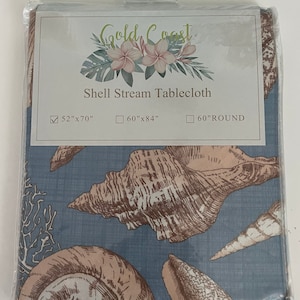 Gold Coast
Shell Stream Tablecloth
☑ 52"x70" ☐ 60"x84" ☐ 60"ROUND